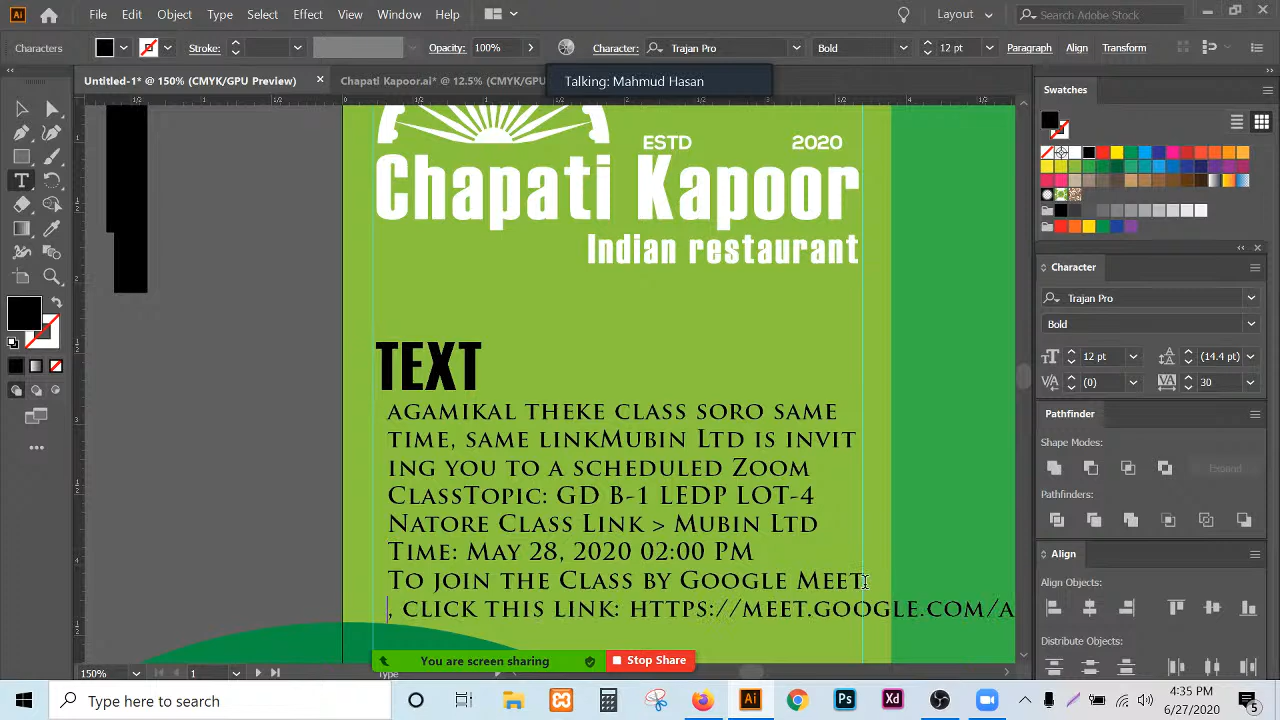 Ai File Edit Object Type Select Effect View Window Help Layout Search Adobe Stock
Characters Stroke: Opacity: 100% Character: Trajan Pro Bold 12 pt Paragraph Align Transform
Untitled-1* @ 150% (CMYK/GPU Preview) Chapati Kapoor.ai* @ 12.5% (CMYK/GPU
Talking: Mahmud Hasan
Swatches
ESTD 2020
Chapati Kapoor
Indian restaurant
Character
Trajan Pro
Bold
12 pt (14.4 pt)
(0) 30
Pathfinder
Shape Modes:
Expand
Pathfinders:
Align
Align Objects:
Distribute Objects:
TEXT
agamikal theke class soro same
time, same linkMubin Ltd is invit
ing you to a scheduled Zoom
ClassTopic: GD B-1 LEDP LOT-4
Natore Class Link > Mubin Ltd
Time: May 28, 2020 02:00 PM
To join the Class by Google Meet
, click this link: https://meet.google.com/a
You are screen sharing Stop Share
150% 1 Type
Type here to search
Ps Xd
4:35 PM
6/27/2020
5